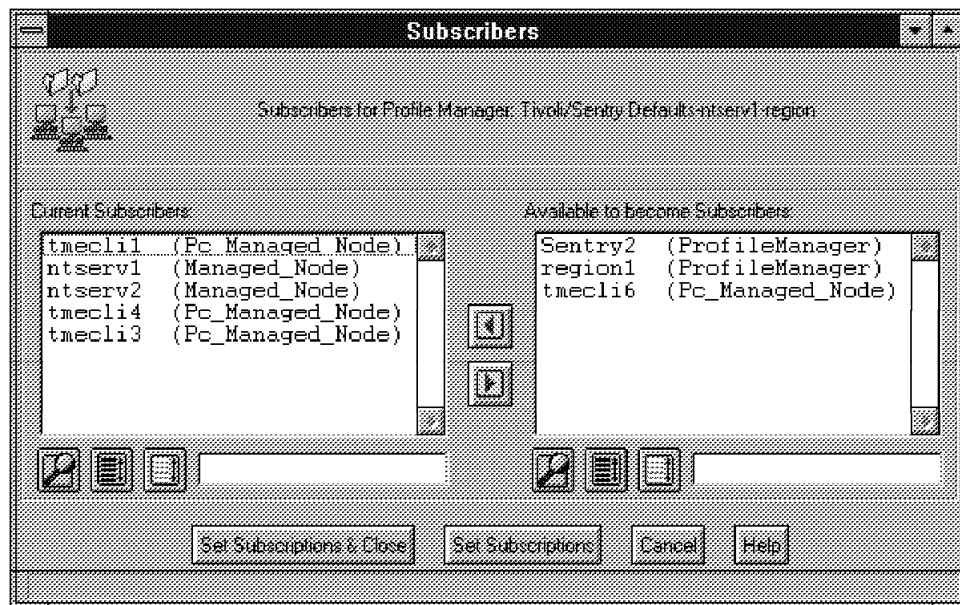 Subscribers
Subscribers for Profile Manager: Tivoli/Sentry Defaults-ntserv1-region
Current Subscribers:
tmecli1 (Pc_Managed_Node)
ntserv1 (Managed_Node)
ntserv2 (Managed_Node)
tmecli4 (Pc_Managed_Node)
tmecli3 (Pc_Managed_Node)
Available to become Subscribers:
Sentry2 (ProfileManager)
region1 (ProfileManager)
tmecli6 (Pc_Managed_Node)
Set Subscriptions & Close
Set Subscriptions
Cancel
Help